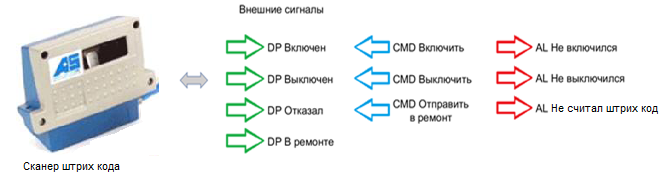 Внешние сигналы
AS
DP Включен
CMD Включить
AL Не включился
DP Выключен
CMD Выключить
AL Не выключился
DP Отказал
CMD Отправить
в ремонт
AL Не считал штрих код
DP В ремонте
Сканер штрих кода